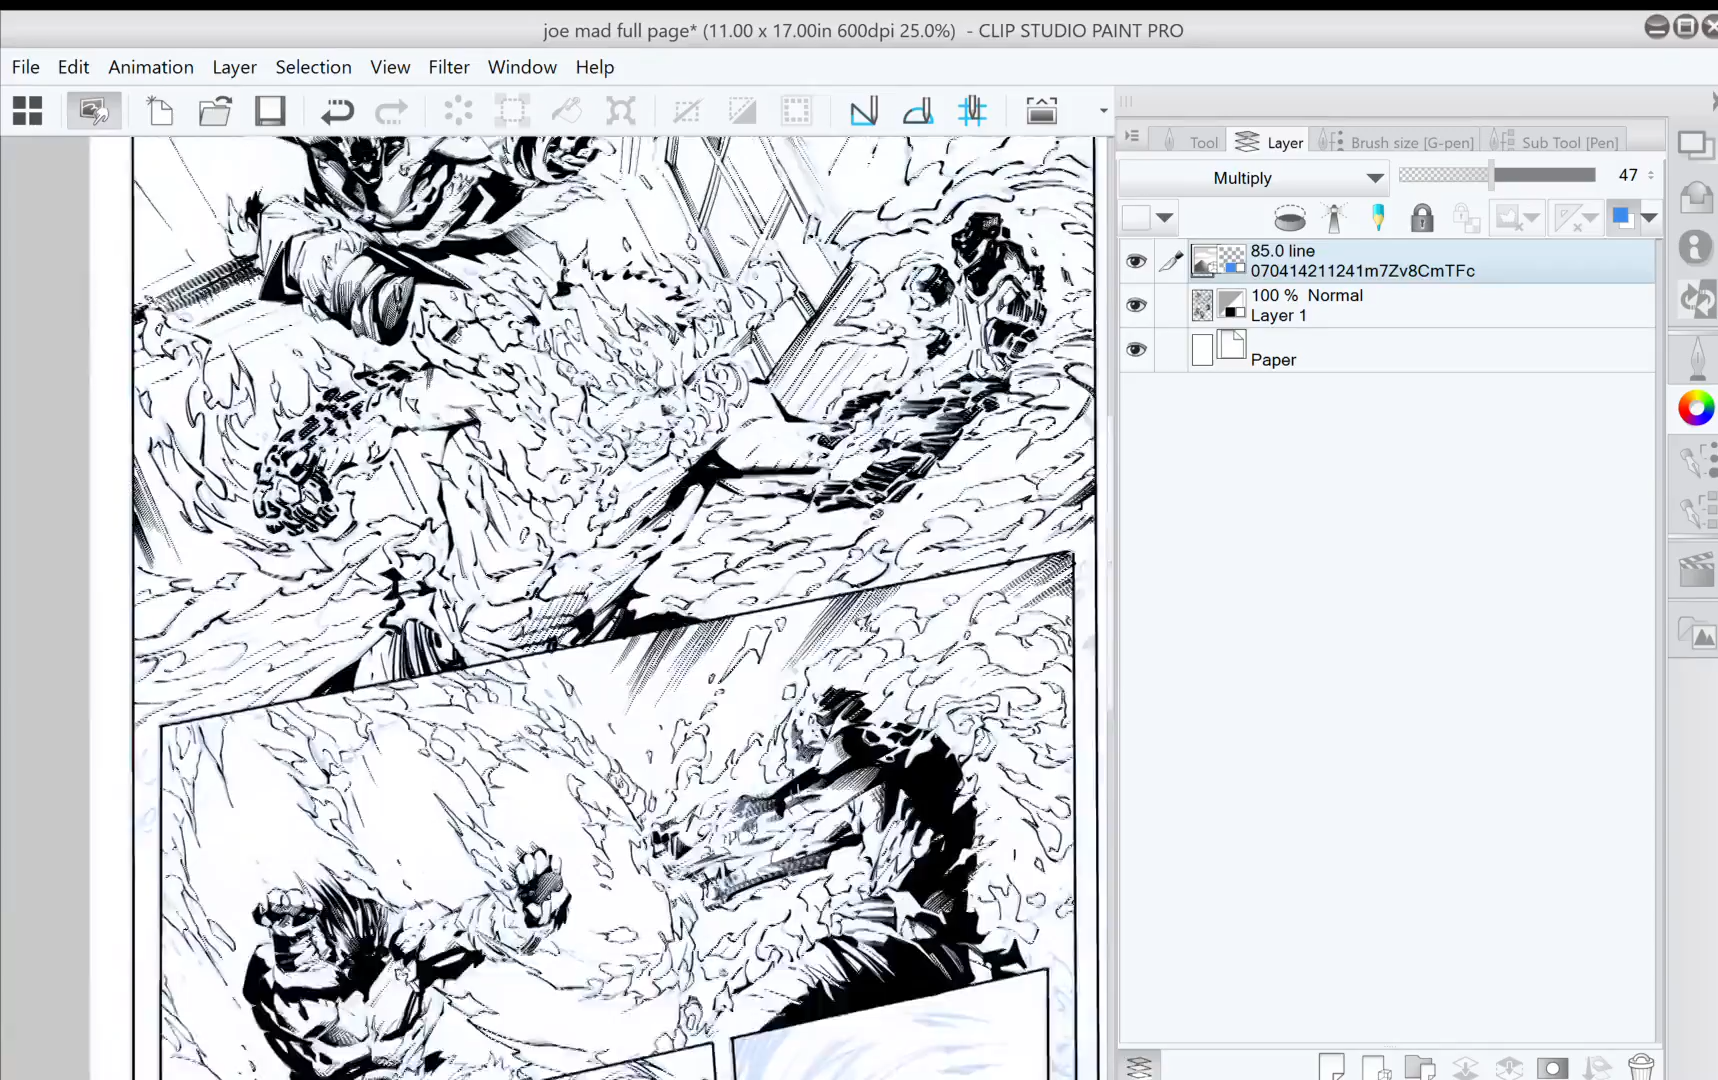 joe mad full page* (11.00 x 17.00in 600dpi 25.0%)  - CLIP STUDIO PAINT PRO
File Edit Animation Layer Selection View Filter Window Help
Tool Layer Brush size [G-pen] Sub Tool [Pen]
Multiply 47
85.0 line
070414211241m7Zv8CmTFc
100 %  Normal
Layer 1
Paper